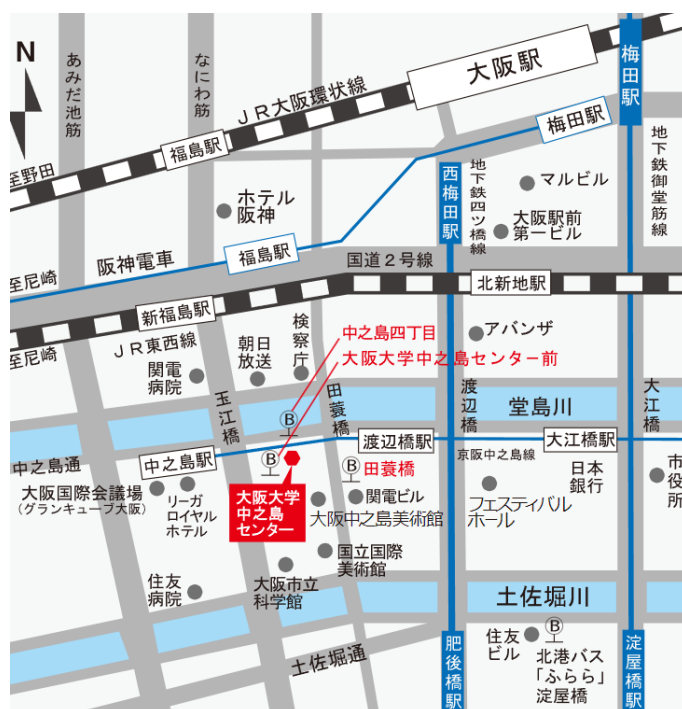 N
あみだ池筋
なにわ筋
JR大阪環状線
大阪駅
梅田駅
梅田駅
福島駅
至野田
ホテル
阪神
西梅田駅
地下鉄四ツ橋線
マルビル
大阪駅前
第一ビル
地下鉄御堂筋線
阪神電車
福島駅
国道2号線
至尼崎
新福島駅
北新地駅
JR東西線
至尼崎
関電
病院
朝日
放送
検察庁
中之島四丁目
大阪大学中之島センター前
アバンザ
玉江橋
田蓑橋
渡辺橋
大江橋
堂島川
B
中之島通
中之島駅
渡辺橋駅
大江橋駅
京阪中之島線
B
B
田蓑橋
大阪国際会議場
(グランキューブ大阪)
リーガ
ロイヤル
ホテル
大阪大学
中之島
センター
関電ビル
大阪中之島美術館
フェスティバル
ホール
日本
銀行
市役所
国立国際
美術館
大阪市立
科学館
住友
病院
土佐堀川
土佐堀通
肥後橋駅
住友
ビル
B
北港バス
「ふらら」
淀屋橋
淀屋橋駅